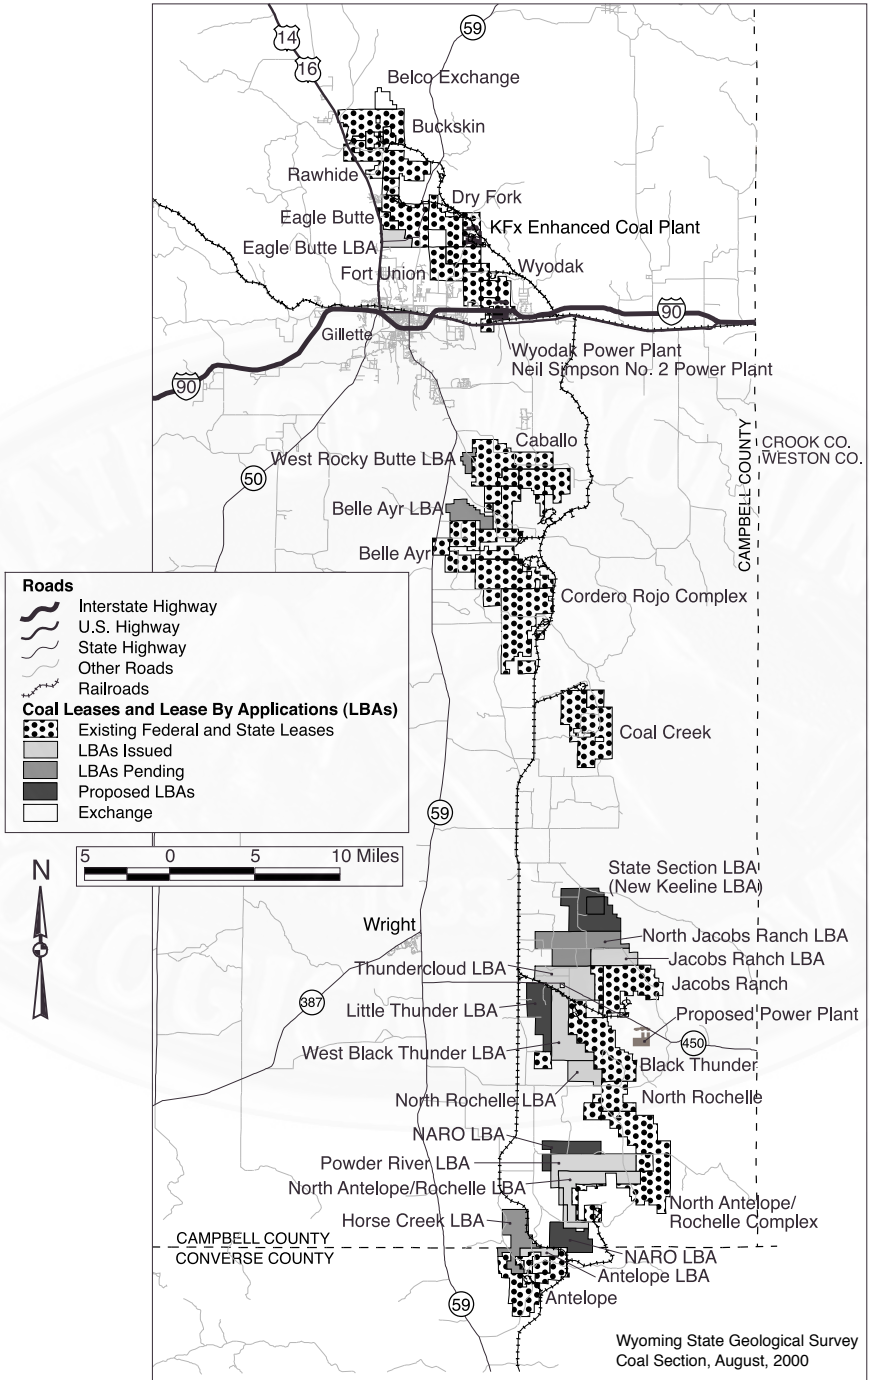 59
14
16
Belco Exchange
Buckskin
Rawhide
Dry Fork
Eagle Butte
KFx Enhanced Coal Plant
Eagle Butte LBA
Fort Union
Wyodak
90
Gillette
Wyodak Power Plant
Neil Simpson No. 2 Power Plant
90
Caballo
CAMPBELL COUNTY
CROOK CO.
WESTON CO.
West Rocky Butte LBA
50
Belle Ayr LBA
Belle Ayr
Cordero Rojo Complex
Roads
Interstate Highway
U.S. Highway
State Highway
Other Roads
Railroads
Coal Leases and Lease By Applications (LBAs)
Existing Federal and State Leases
LBAs Issued
LBAs Pending
Proposed LBAs
Exchange
Coal Creek
59
5 0 5 10 Miles
N
State Section LBA
(New Keeline LBA)
Wright
North Jacobs Ranch LBA
Jacobs Ranch LBA
Thundercloud LBA
Jacobs Ranch
387
Little Thunder LBA
Proposed Power Plant
450
West Black Thunder LBA
Black Thunder
North Rochelle LBA
North Rochelle
NARO LBA
Powder River LBA
North Antelope/Rochelle LBA
North Antelope/
Rochelle Complex
Horse Creek LBA
CAMPBELL COUNTY
CONVERSE COUNTY
NARO LBA
Antelope LBA
Antelope
59
Wyoming State Geological Survey
Coal Section, August, 2000